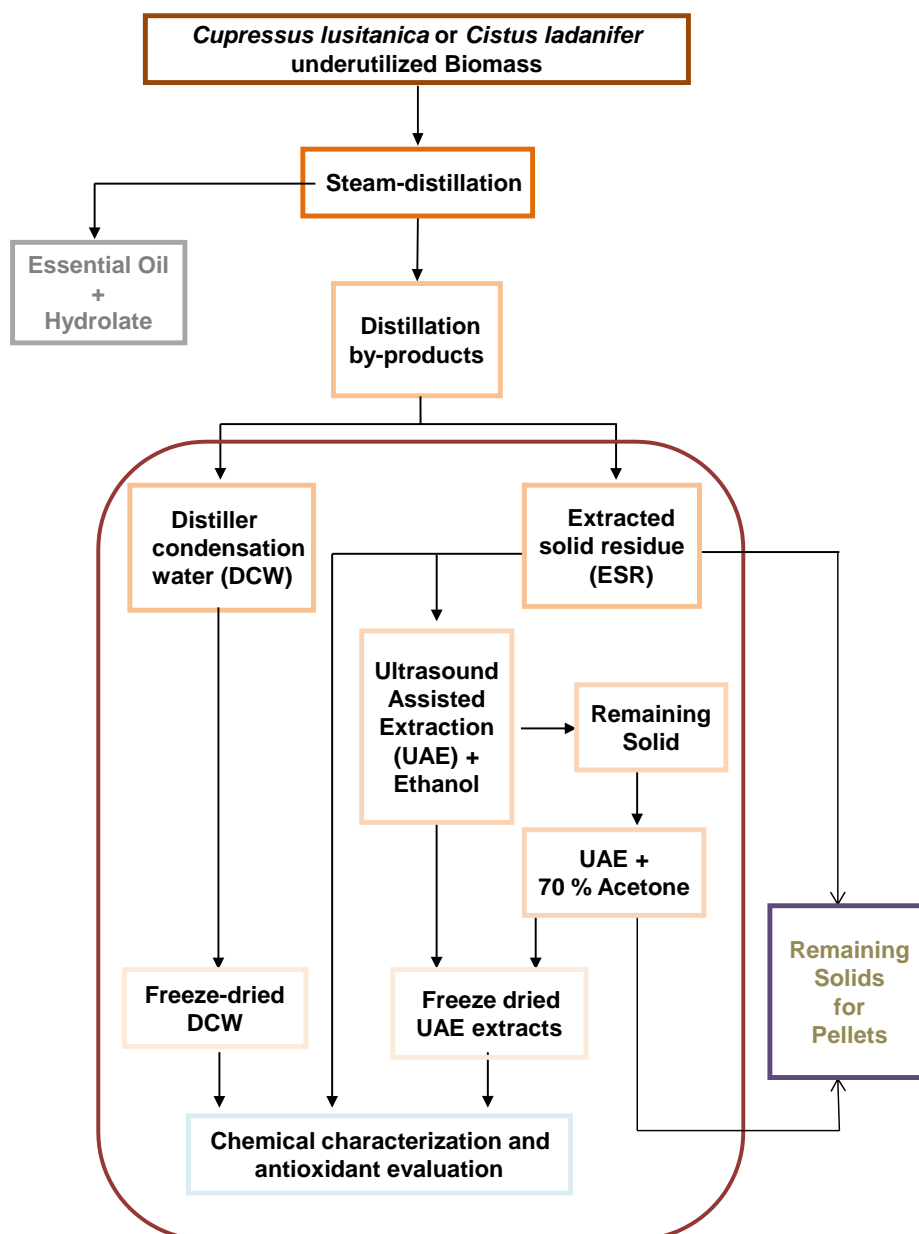 Cupressus lusitanica or Cistus ladanifer
underutilized Biomass
Steam-distillation
Essential Oil
+
Hydrolate
Distillation
by-products
Distiller
condensation
water (DCW)
Extracted
solid residue
(ESR)
Ultrasound
Assisted
Extraction
(UAE) +
Ethanol
Remaining
Solid
UAE +
70 % Acetone
Remaining
Solids
for
Pellets
Freeze-dried
DCW
Freeze dried
UAE extracts
Chemical characterization and
antioxidant evaluation